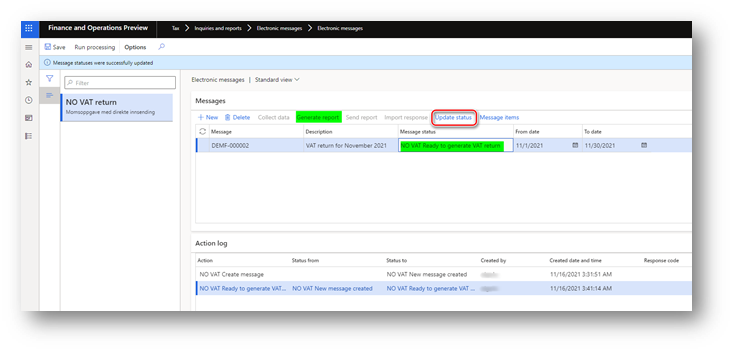 Finance and Operations Preview
Tax > Inquiries and reports > Electronic messages > Electronic messages
Save Run processing Options
Message statuses were successfully updated
Filter
NO VAT return
Momsoppgave med direkte innsending
Electronic messages | Standard view
Messages
+ New Delete Collect data Generate report Send report Import response Update status Message items
Message Description Message status From date To date
DEMF-000002 VAT return for November 2021 NO VAT Ready to generate VAT return 11/1/2021 11/30/2021
Action log
Action Status from Status to Created by Created date and time Response code
NO VAT Create message NO VAT New message created 11/16/2021 3:31:51 AM
NO VAT Ready to generate VAT... NO VAT New message created NO VAT Ready to generate VAT ... 11/16/2021 3:41:14 AM